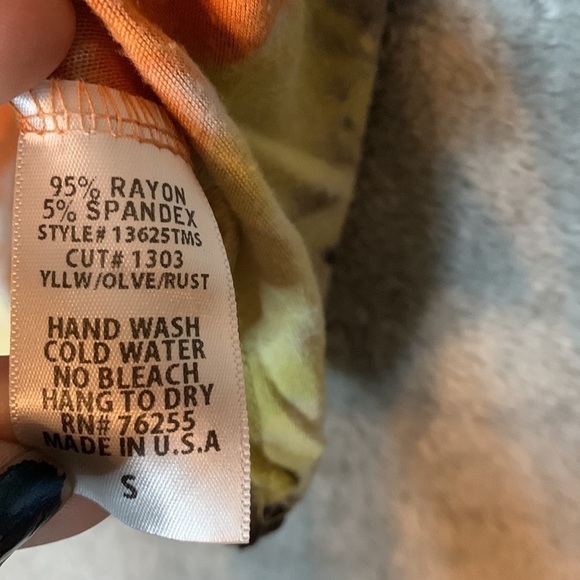 95% RAYON
5% SPANDEX
STYLE# 13625TMS
CUT# 1303
YLLW/OLVE/RUST
HAND WASH
COLD WATER
NO BLEACH
HANG TO DRY
RN# 76255
MADE IN U.S.A
S